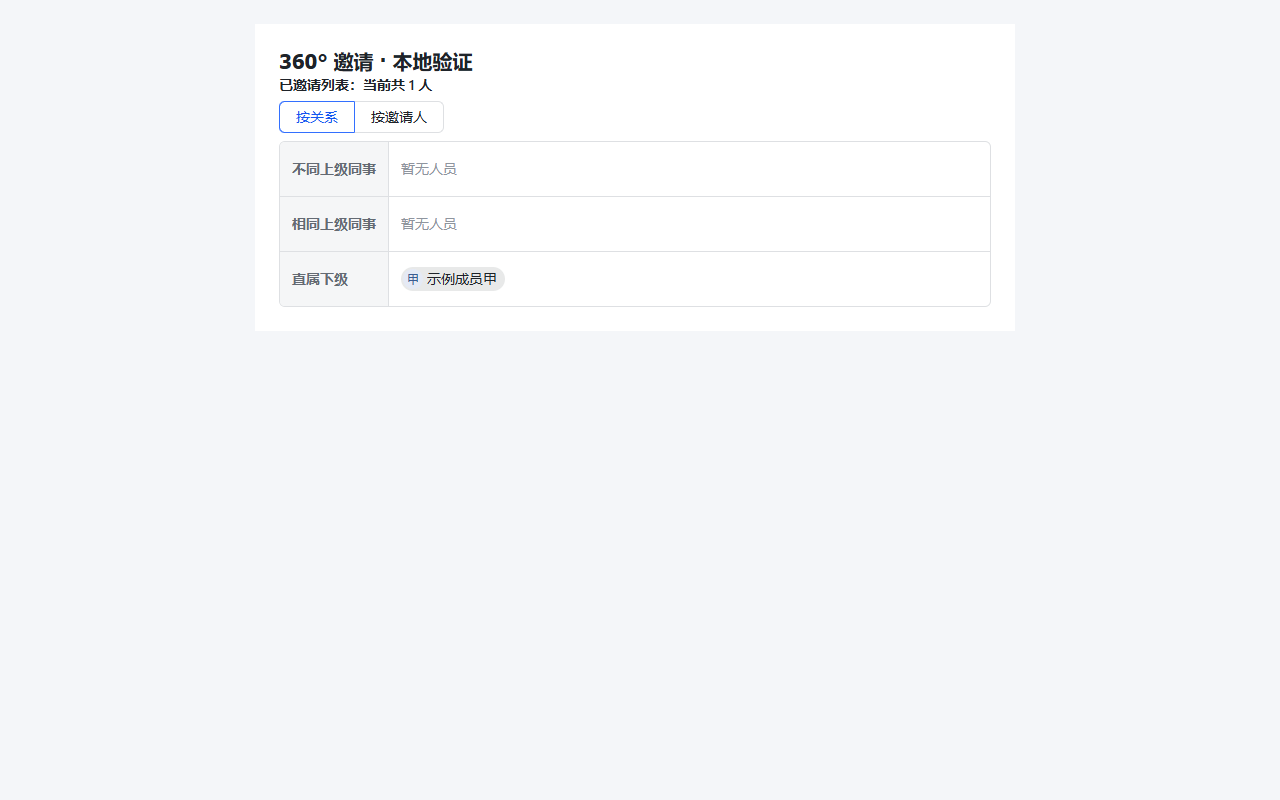 360° 邀请 · 本地验证
已邀请列表：当前共 1 人
按关系 按邀请人
不同上级同事 暂无人员
相同上级同事 暂无人员
直属下级 甲 示例成员甲